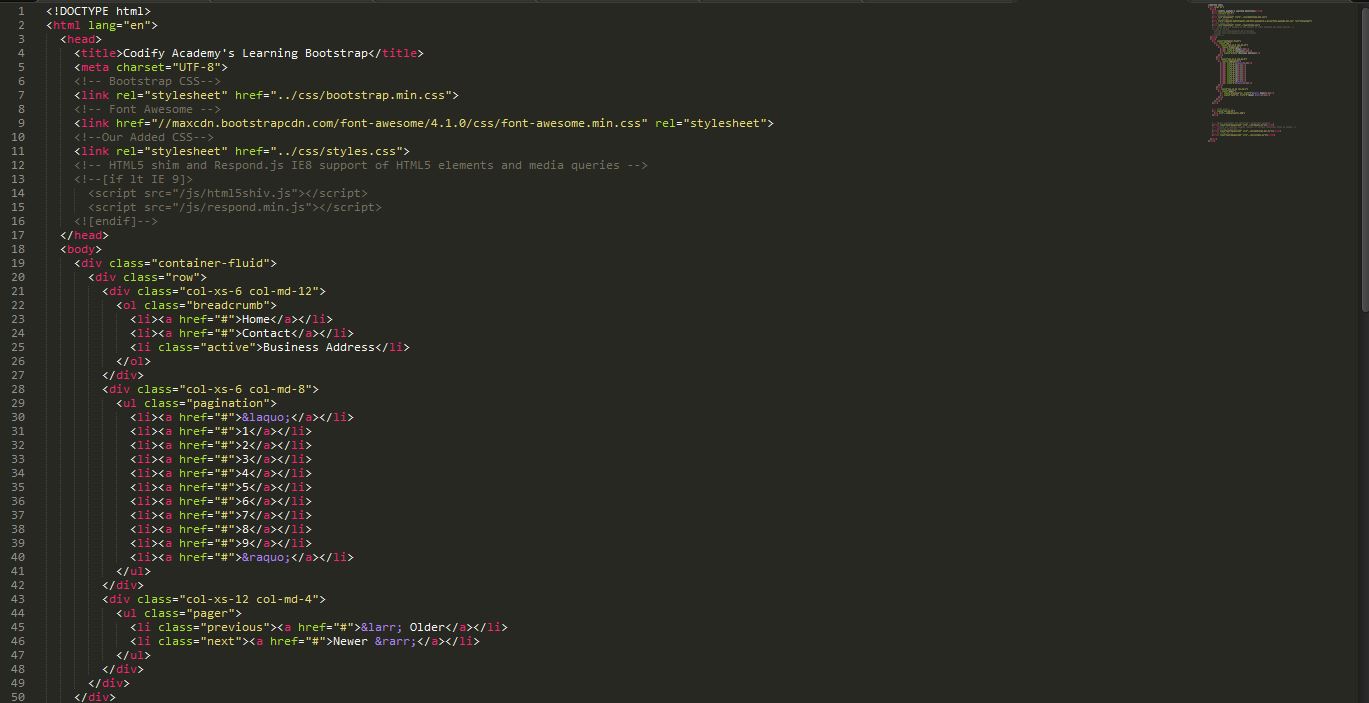 1 <!DOCTYPE html>
2 <html lang="en">
3   <head>
4     <title>Codify Academy's Learning Bootstrap</title>
5     <meta charset="UTF-8">
6     <!-- Bootstrap CSS-->
7     <link rel="stylesheet" href="../css/bootstrap.min.css">
8     <!-- Font Awesome -->
9     <link href="//maxcdn.bootstrapcdn.com/font-awesome/4.1.0/css/font-awesome.min.css" rel="stylesheet">
10     <!--Our Added CSS-->
11     <link rel="stylesheet" href="../css/styles.css">
12     <!-- HTML5 shim and Respond.js IE8 support of HTML5 elements and media queries -->
13     <!--[if lt IE 9]>
14       <script src="/js/html5shiv.js"></script>
15       <script src="/js/respond.min.js"></script>
16     <![endif]-->
17   </head>
18   <body>
19     <div class="container-fluid">
20       <div class="row">
21         <div class="col-xs-6 col-md-12">
22           <ol class="breadcrumb">
23             <li><a href="#">Home</a></li>
24             <li><a href="#">Contact</a></li>
25             <li class="active">Business Address</li>
26           </ol>
27         </div>
28         <div class="col-xs-6 col-md-8">
29           <ul class="pagination">
30             <li><a href="#">&laquo;</a></li>
31             <li><a href="#">1</a></li>
32             <li><a href="#">2</a></li>
33             <li><a href="#">3</a></li>
34             <li><a href="#">4</a></li>
35             <li><a href="#">5</a></li>
36             <li><a href="#">6</a></li>
37             <li><a href="#">7</a></li>
38             <li><a href="#">8</a></li>
39             <li><a href="#">9</a></li>
40             <li><a href="#">&raquo;</a></li>
41           </ul>
42         </div>
43         <div class="col-xs-12 col-md-4">
44           <ul class="pager">
45             <li class="previous"><a href="#">&larr; Older</a></li>
46             <li class="next"><a href="#">Newer &rarr;</a></li>
47           </ul>
48         </div>
49       </div>
50     </div>